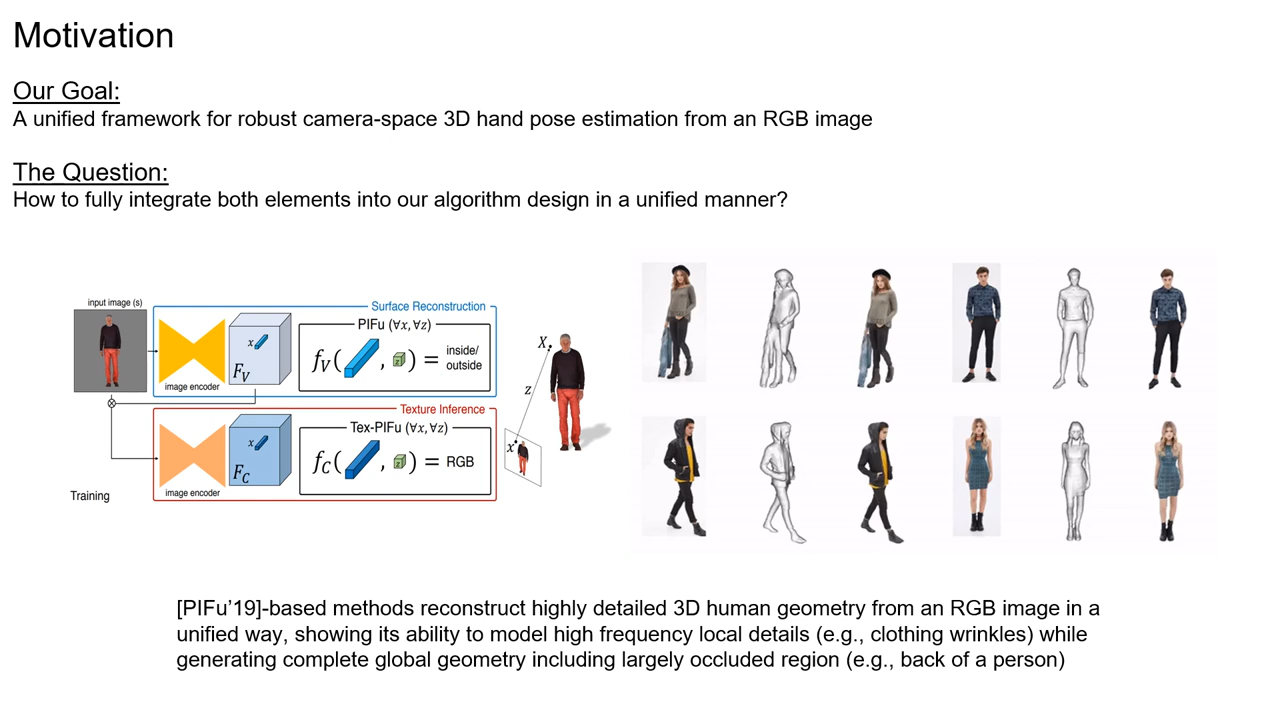 Motivation
Our Goal:
A unified framework for robust camera-space 3D hand pose estimation from an RGB image
The Question:
How to fully integrate both elements into our algorithm design in a unified manner?
input image (s)
Surface Reconstruction
PIFu (∀x, ∀z)
x
F_V
f_V( , z ) = inside/
outside
image encoder
Texture Inference
Tex-PIFu (∀x, ∀z)
x
F_C
f_C( , z ) = RGB
image encoder
X
z
x
Training
[PIFu’19]-based methods reconstruct highly detailed 3D human geometry from an RGB image in a
unified way, showing its ability to model high frequency local details (e.g., clothing wrinkles) while
generating complete global geometry including largely occluded region (e.g., back of a person)